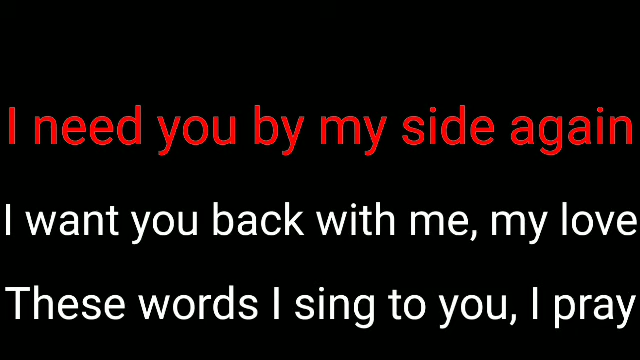 I need you by my side again
I want you back with me, my love
These words I sing to you, I pray